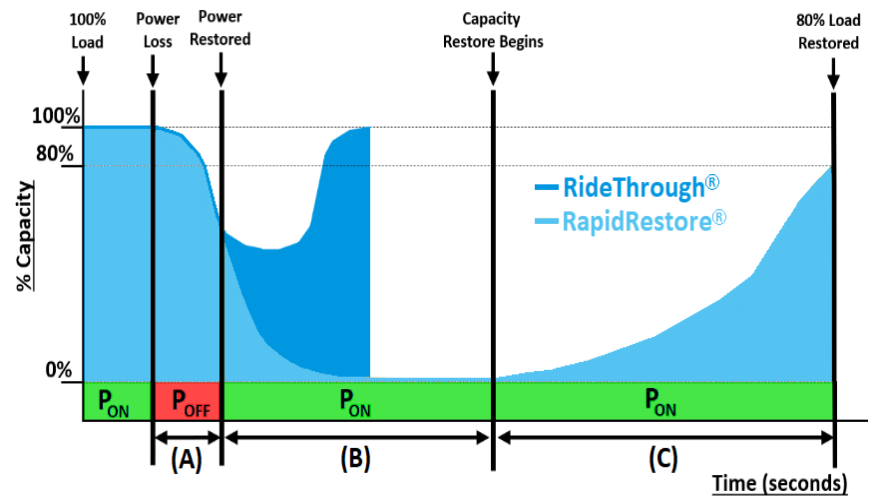 100%
Load
Power
Loss
Power
Restored
Capacity
Restore Begins
80% Load
Restored
100%
80%
0%
% Capacity
RideThrough®
RapidRestore®
PON
POFF
PON
PON
(A)
(B)
(C)
Time (seconds)